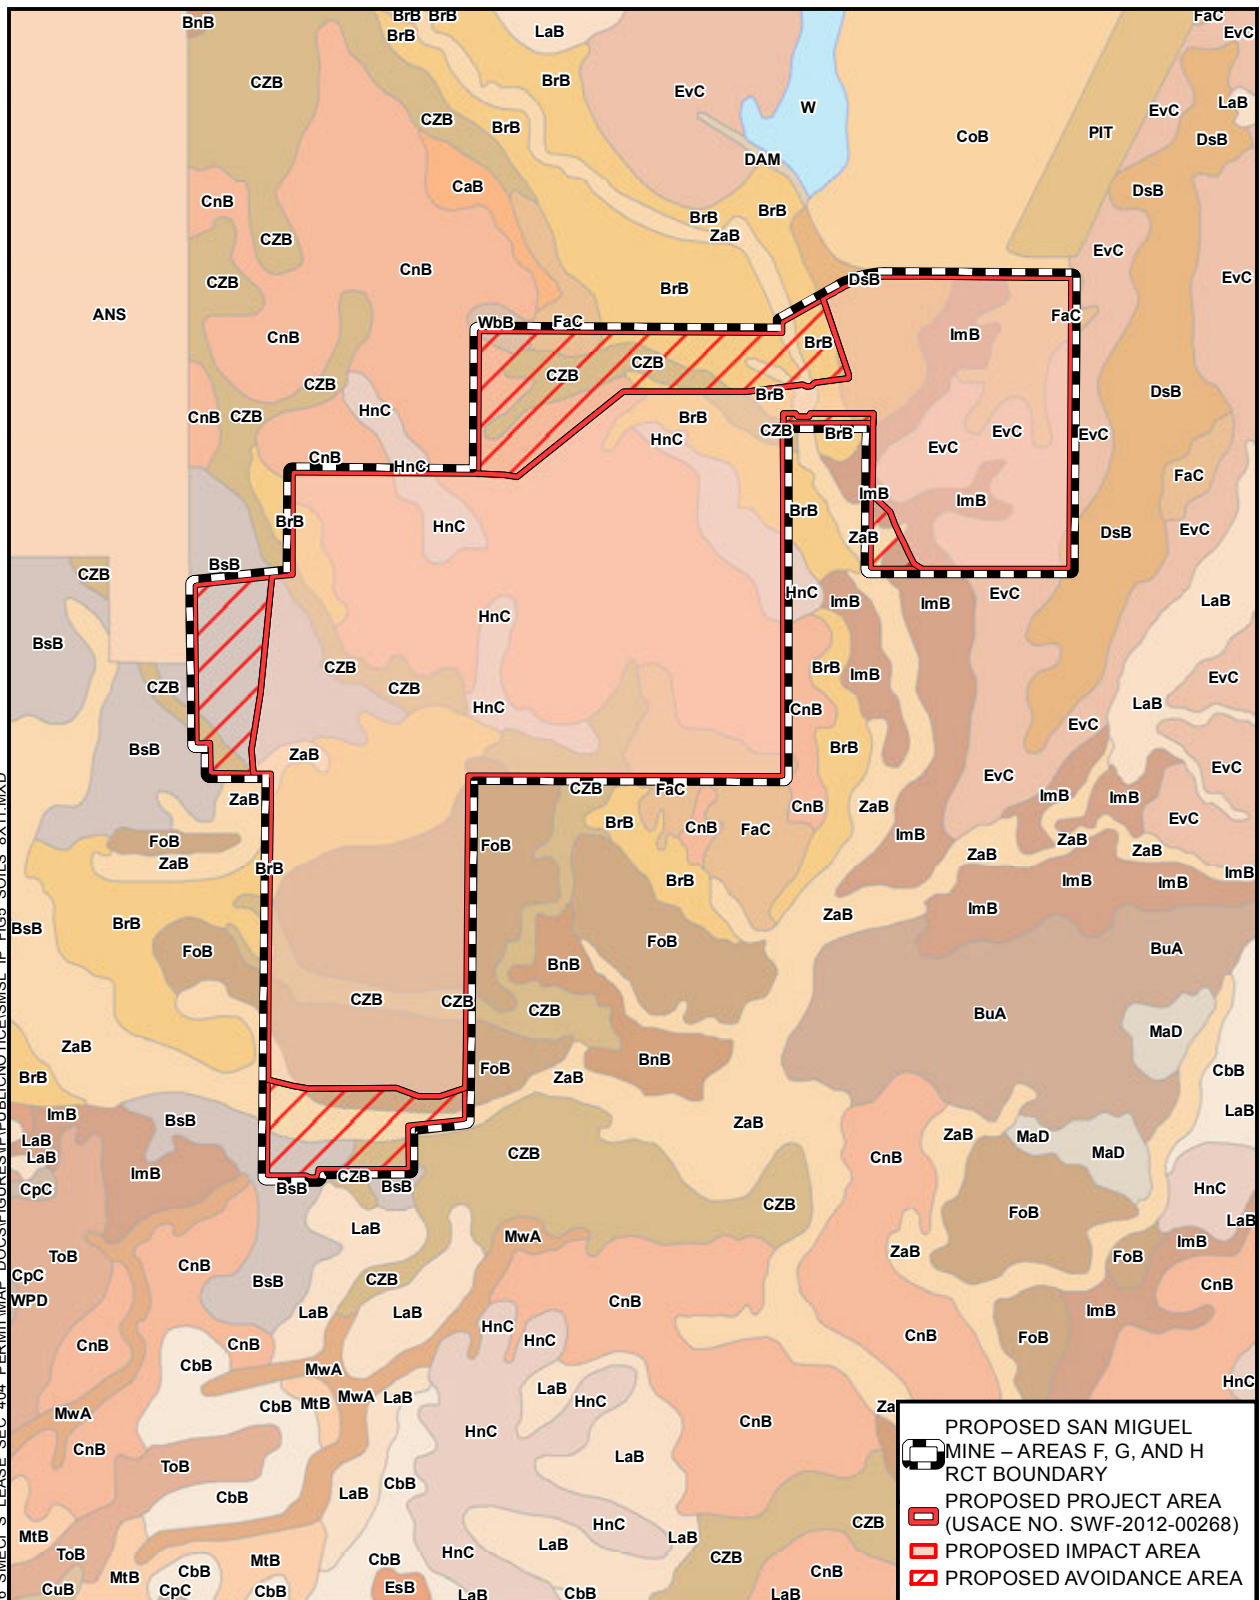 BnB
BrB BrB
BrB
LaB
FaC
EvC
CZB
BrB
EvC
W
EvC
LaB
CZB
BrB
CoB
PIT
DsB
DAM
CaB
DsB
CnB
BrB
BrB
ZaB
CZB
EvC
CnB
CZB
BrB
DsB
EvC
ANS
WbB
FaC
FaC
CnB
BrB
ImB
CZB
CZB
CZB
BrB
DsB
HnC
CnB
CZB
BrB
HnC
CZB
BrB
EvC
EvC
EvC
CnB
HnC
FaC
ImB
ImB
BrB
HnC
BrB
ZaB
DsB
EvC
BsB
CZB
HnC
HnC
ImB
ImB
EvC
LaB
BsB
CZB
BrB
ImB
CZB
CZB
EvC
HnC
CnB
LaB
EvC
BsB
ZaB
BrB
EvC
EvC
ZaB
CZB
FaC
CnB
ZaB
ImB
ImB
FoB
ZaB
FoB
BrB
CnB
FaC
ImB
ZaB
ZaB
ZaB
EvC
BrB
BrB
ImB
ImB
ImB
BsB
BrB
FoB
FoB
BnB
ZaB
ImB
BuA
CZB
CZB
CZB
BuA
MaD
ZaB
BrB
FoB
ZaB
BnB
CbB
ImB
BsB
LaB
LaB
ImB
CpC
ZaB
CZB
ZaB
MaD
MaD
LaB
CnB
BsB
CZB
BsB
HnC
LaB
CZB
FoB
LaB
ToB
CpC
WPD
CnB
BsB
CZB
MwA
ZaB
FoB
ImB
CnB
LaB
LaB
CnB
ImB
CnB
CbB
CnB
HnC
HnC
CnB
FoB
MwA
HnC
MwA
CbB
MtB
MwA
LaB
LaB
HnC
CnB
Za
CnB
HnC
ToB
CbB
LaB
CbB
LaB
HnC
LaB
CZB
MtB
ToB
CuB
MtB
CbB
CpC
MtB
CbB
CbB
EsB
HnC
LaB
LaB
CbB
CZB
CnB
LaB
PROPOSED SAN MIGUEL
MINE – AREAS F, G, AND H
RCT BOUNDARY
PROPOSED PROJECT AREA
(USACE NO. SWF-2012-00268)
PROPOSED IMPACT AREA
PROPOSED AVOIDANCE AREA